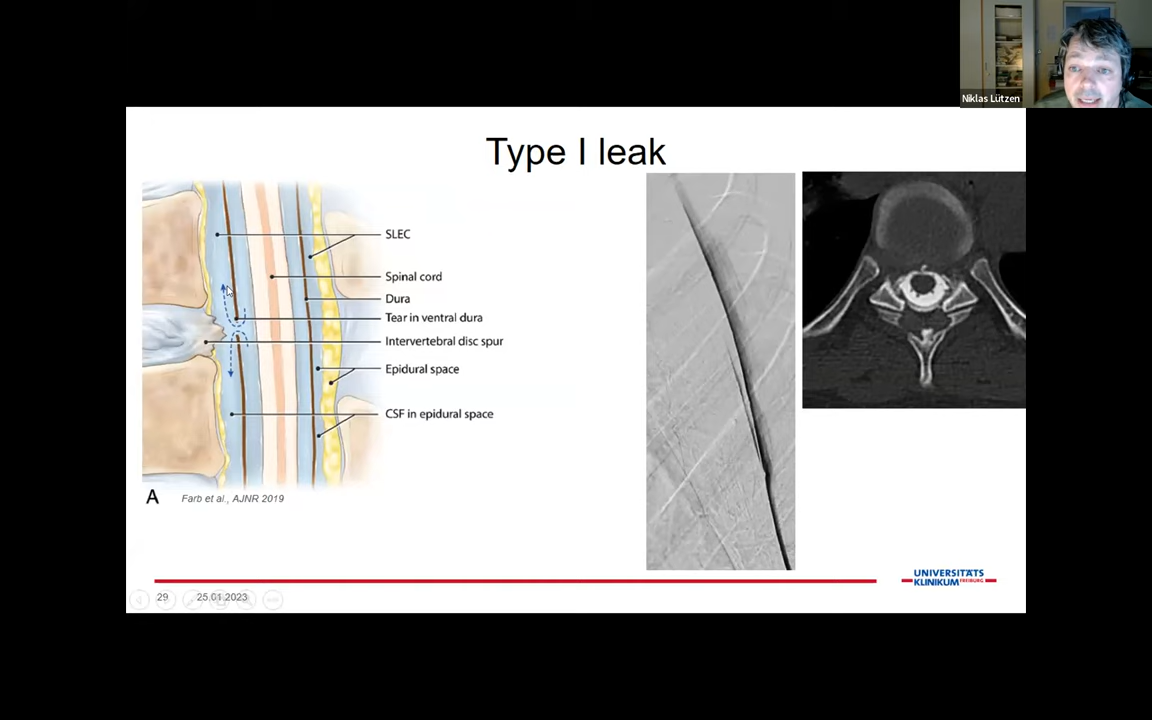 Niklas Lützen
Type I leak
SLEC
Spinal cord
Dura
Tear in ventral dura
Intervertebral disc spur
Epidural space
CSF in epidural space
A
Farb et al., AJNR 2019
UNIVERSITÄTS
KLINIKUM FREIBURG
29
25.01.2023